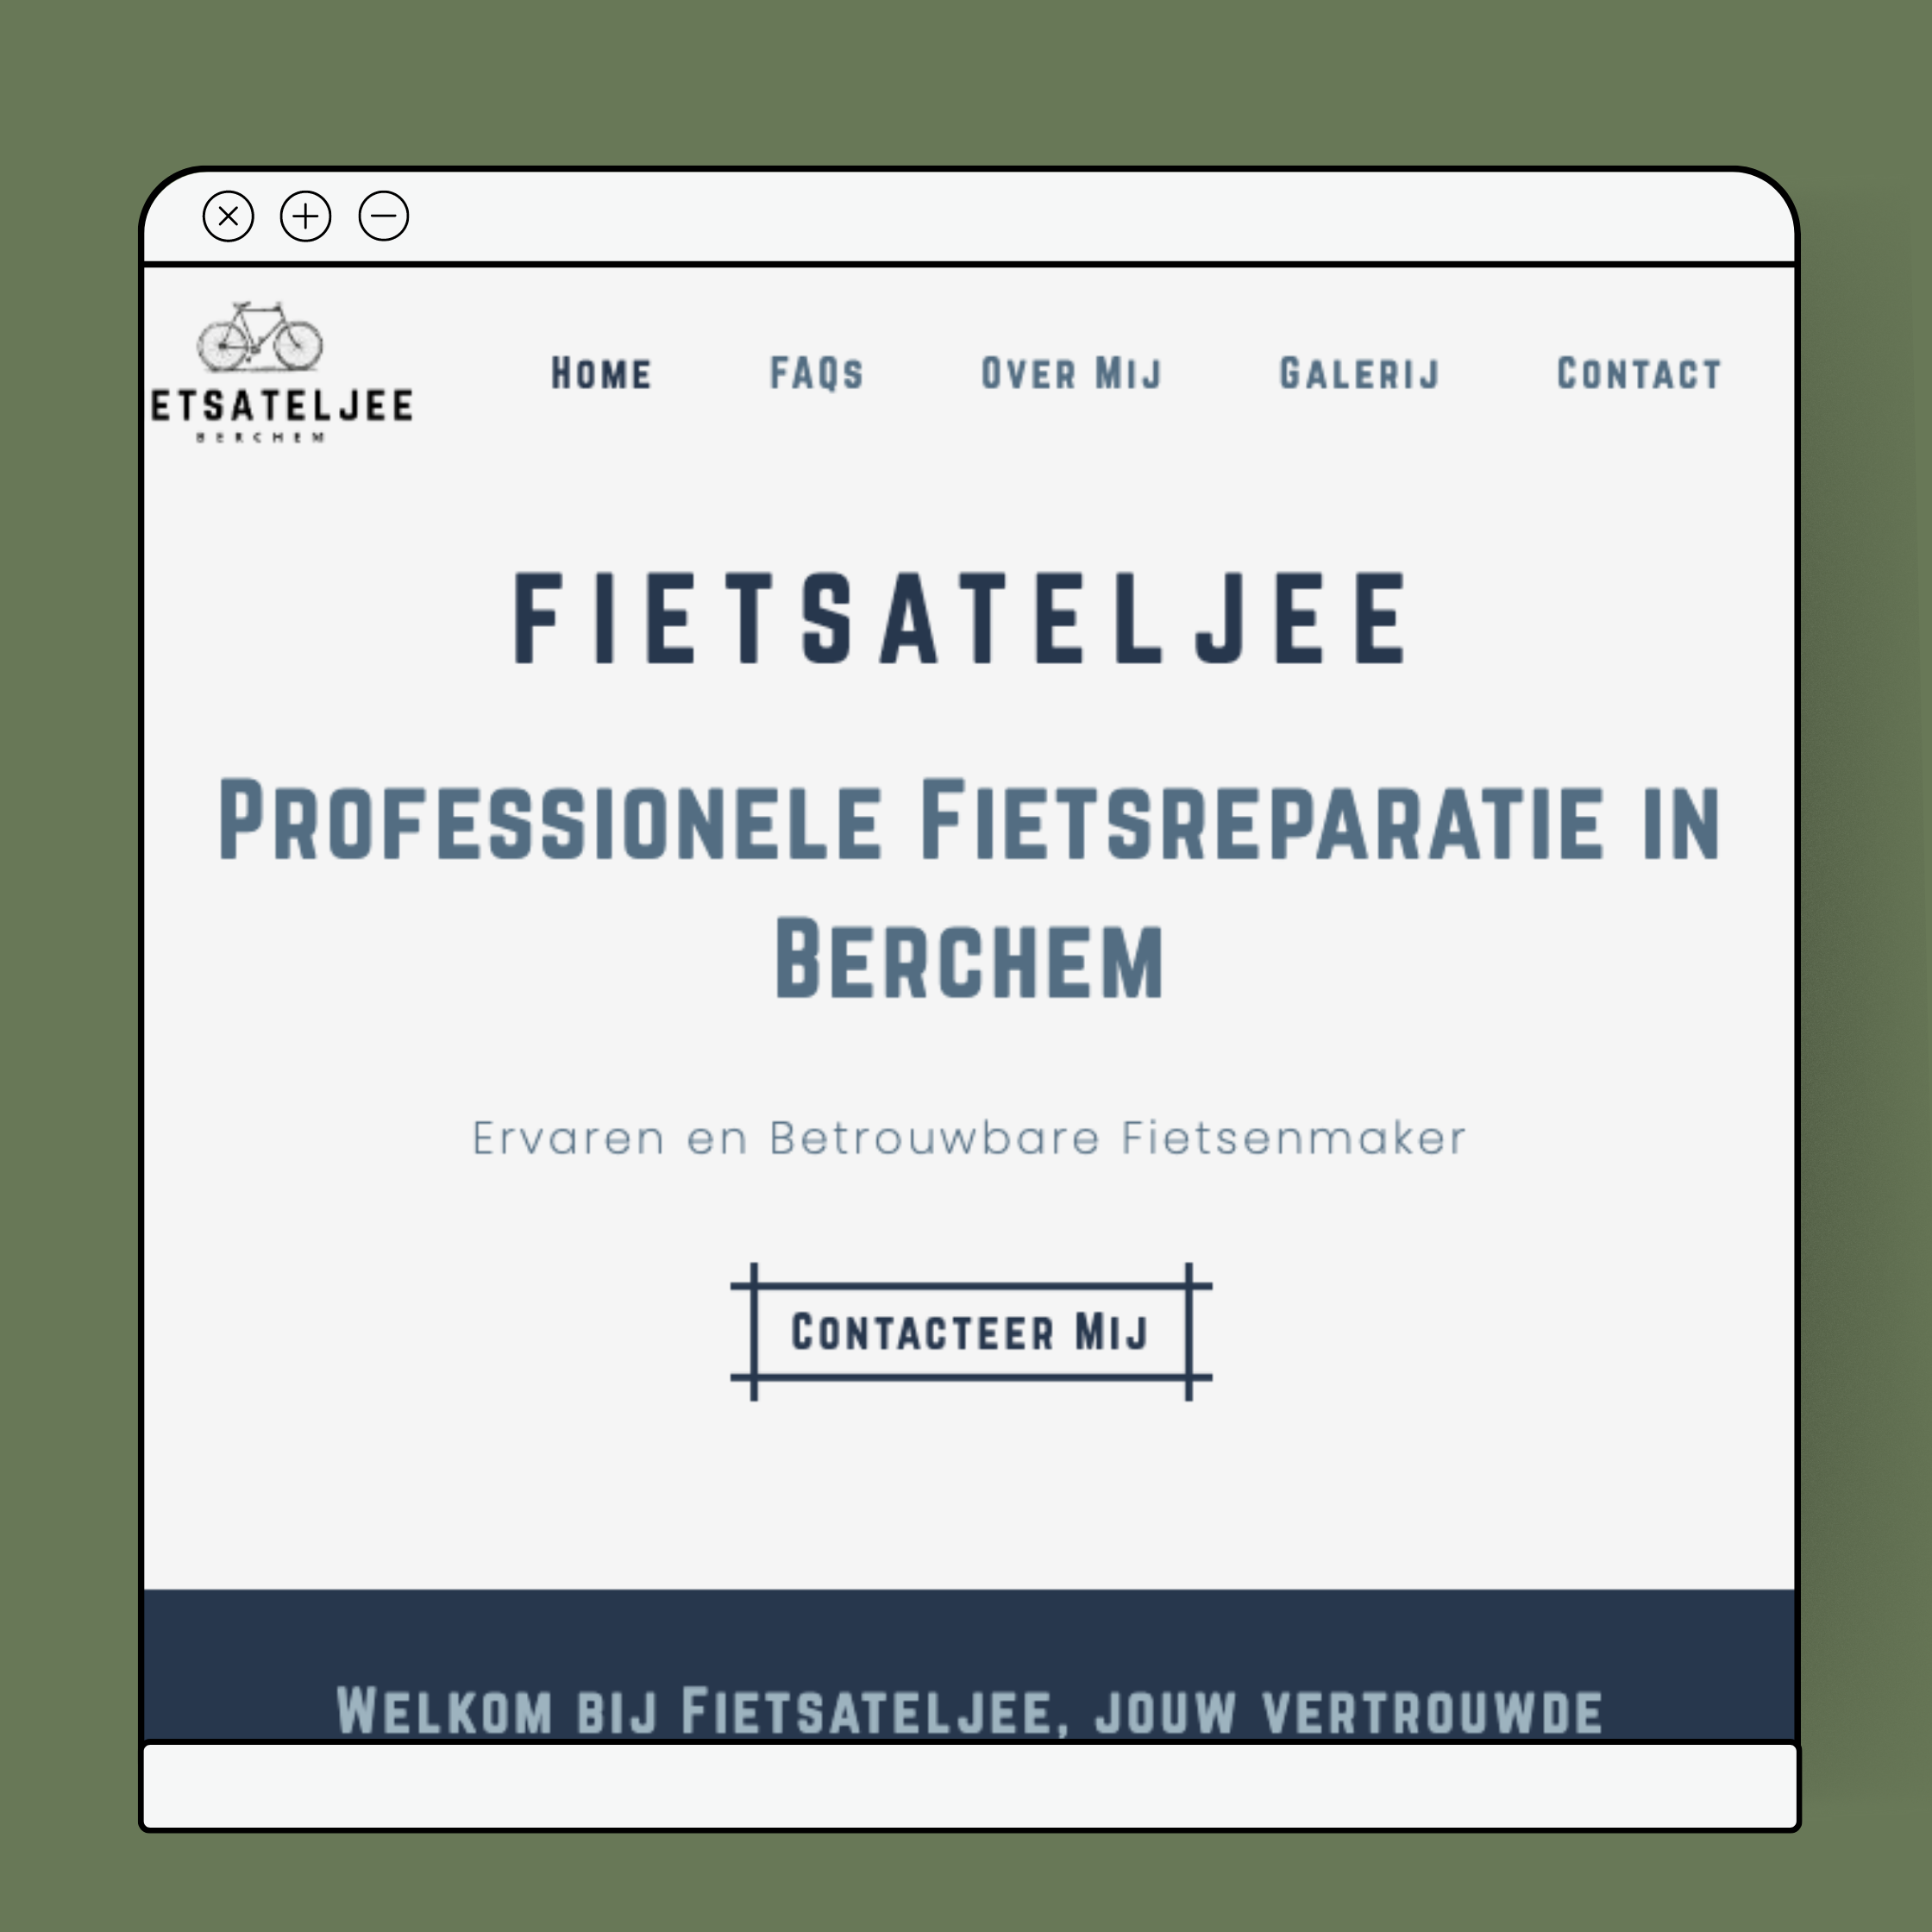 ETSATELJEE
BERCHEM
Home FAQs Over Mij Galerij Contact
FIETSATELJEE
Professionele Fietsreparatie in
Berchem
Ervaren en Betrouwbare Fietsenmaker
Contacteer Mij
Welkom bij Fietsateljee, jouw vertrouwde